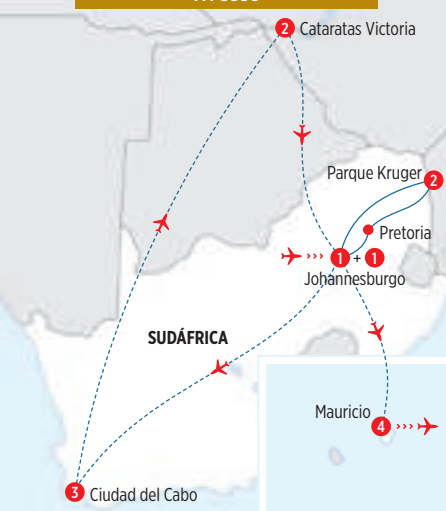 2 Cataratas Victoria
Parque Kruger 2
Pretoria
1 + 1
Johannesburgo
SUDÁFRICA
Mauricio
4
3 Ciudad del Cabo